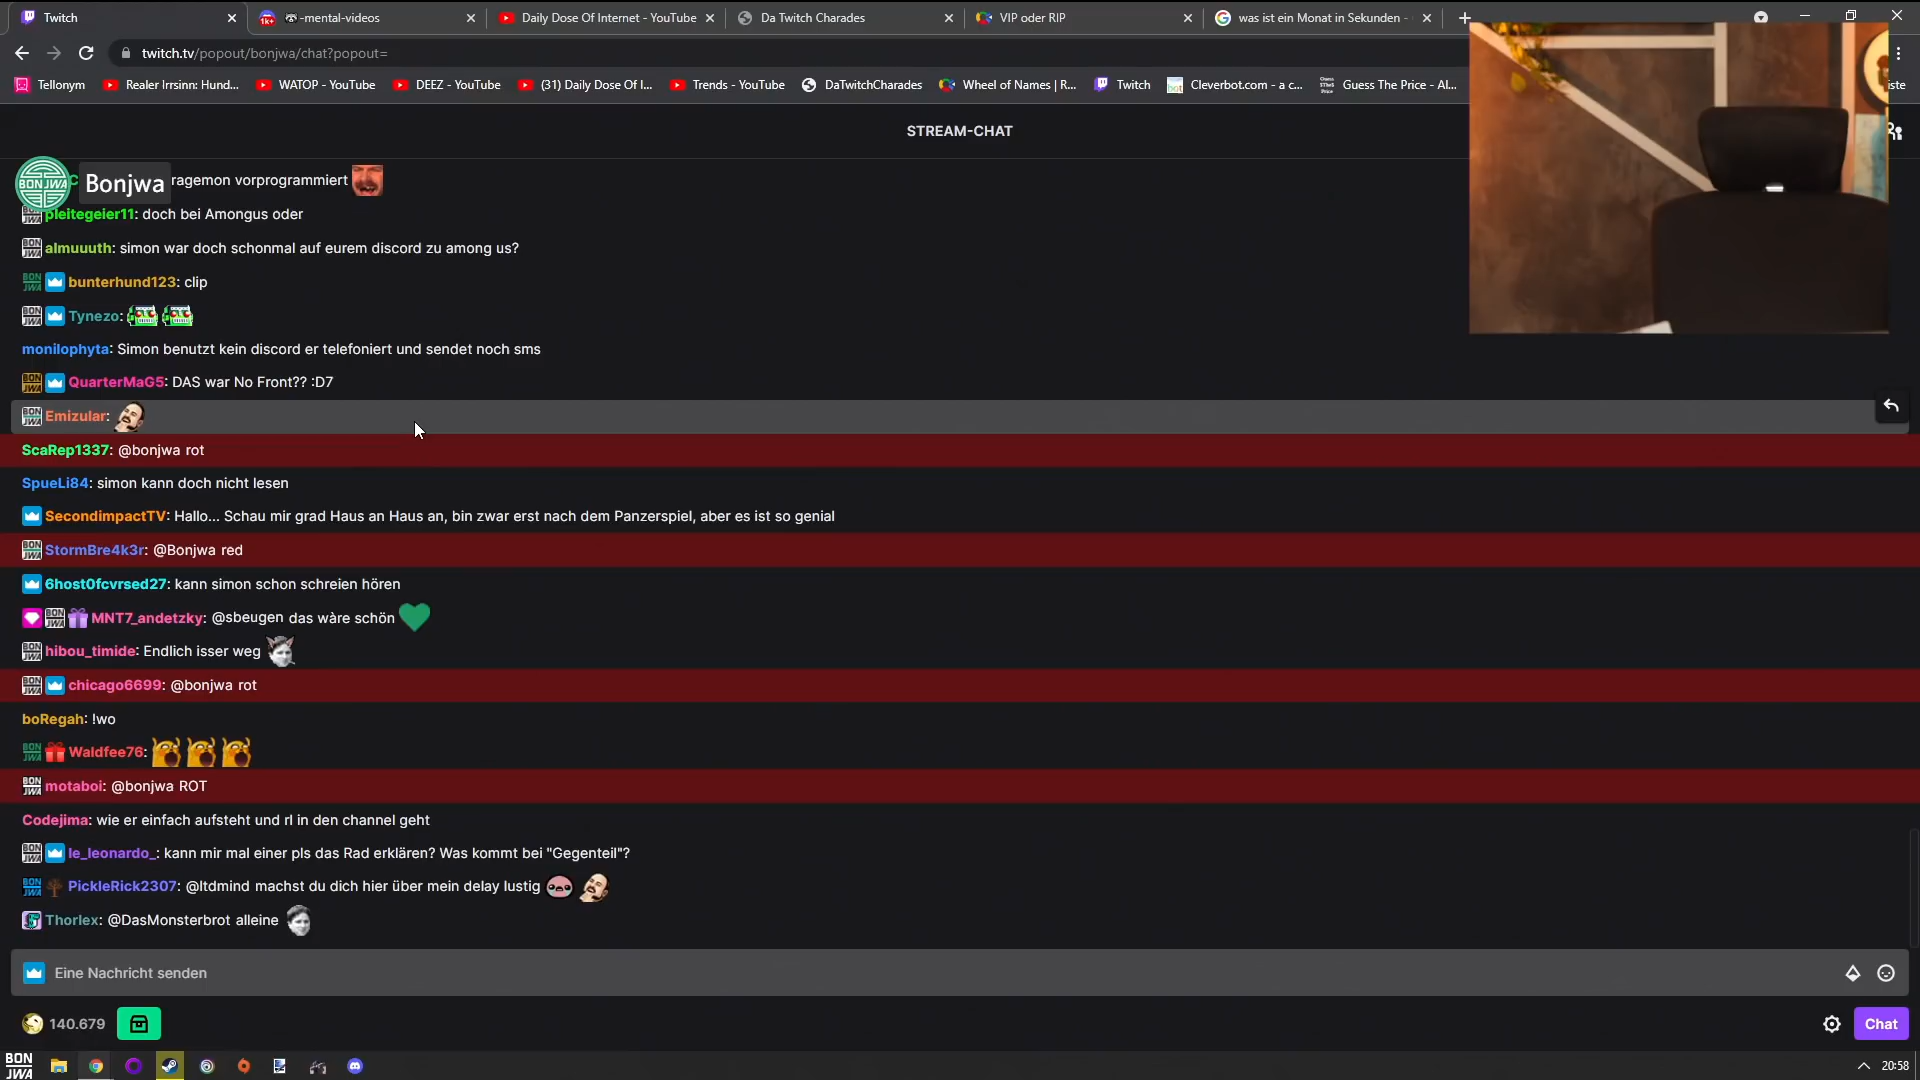 Twitch
-mental-videos
Daily Dose Of Internet - YouTube
Da Twitch Charades
VIP oder RIP
was ist ein Monat in Sekunden -
twitch.tv/popout/bonjwa/chat?popout=
Tellonym
Realer Irrsinn: Hund...
WATOP - YouTube
DEEZ - YouTube
(31) Daily Dose Of I...
Trends - YouTube
DaTwitchCharades
Wheel of Names | R...
Twitch
Cleverbot.com - a c...
Guess The Price - Al...
iste
STREAM-CHAT
BONJWA
Bonjwa
ragemon vorprogrammiert
pleitegeier11: doch bei Amongus oder
almuuuth: simon war doch schonmal auf eurem discord zu among us?
bunterhund123: clip
Tynezo:
monilophyta: Simon benutzt kein discord er telefoniert und sendet noch sms
QuarterMaG5: DAS war No Front?? :D7
Emizular:
ScaRep1337: @bonjwa rot
SpueLi84: simon kann doch nicht lesen
SecondimpactTV: Hallo... Schau mir grad Haus an Haus an, bin zwar erst nach dem Panzerspiel, aber es ist so genial
StormBre4k3r: @Bonjwa red
6host0fcvrsed27: kann simon schon schreien hören
MNT7_andetzky: @sbeugen das wàre schön
hibou_timide: Endlich isser weg
chicago6699: @bonjwa rot
boRegah: !wo
Waldfee76:
motaboi: @bonjwa ROT
Codejima: wie er einfach aufsteht und rl in den channel geht
le_leonardo_: kann mir mal einer pls das Rad erklären? Was kommt bei "Gegenteil"?
PickleRick2307: @ltdmind machst du dich hier über mein delay lustig
Thorlex: @DasMonsterbrot alleine
Eine Nachricht senden
140.679
Chat
BON
JWA
20:58